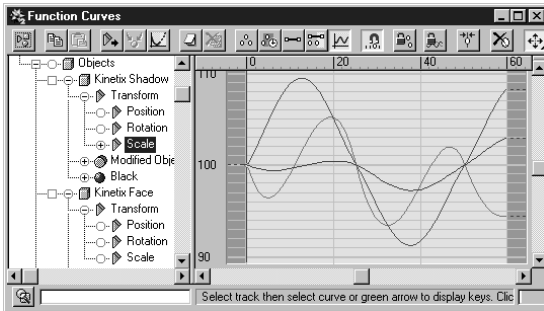 Function Curves
Objects
Kinetix Shadow
Transform
Position
Rotation
Scale
Modified Obje
Black
Kinetix Face
Transform
Position
Rotation
Scale
0 20 40 60
110
100
90
Select track then select curve or green arrow to display keys. Clic